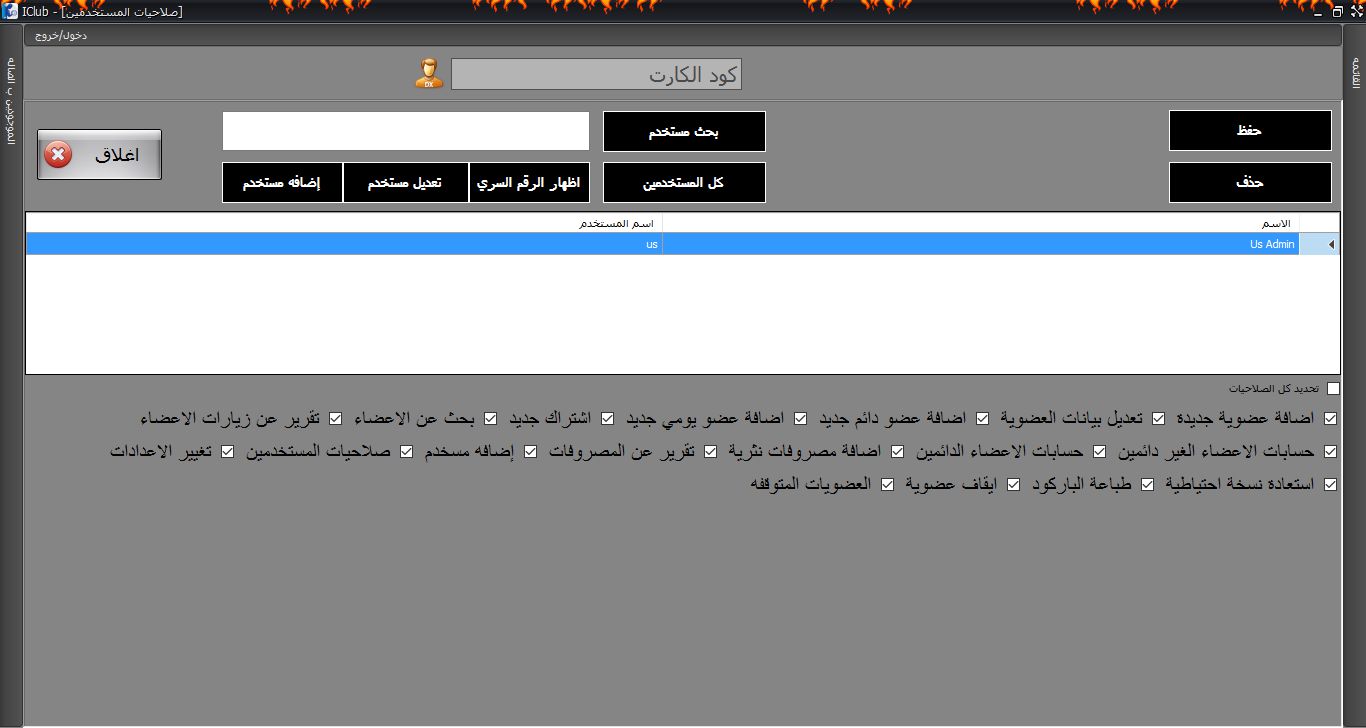 IClub - [صلاحيات المستخدمين]
دخول/خروج
القائمه
الموجودين ب الصاله
كود الكارت
DX
حفظ
بحث مستخدم
اغلاق
حذف
كل المستخدمين
اظهار الرقم السري
تعديل مستخدم
إضافه مستخدم
الاسم اسم المستخدم
Us Admin us
تحديد كل الصلاحيات
اضافة عضوية جديدة تعديل بيانات العضوية اضافة عضو دائم جديد اضافة عضو يومي جديد اشتراك جديد بحث عن الاعضاء تقرير عن زيارات الاعضاء
حسابات الاعضاء الغير دائمين حسابات الاعضاء الدائمين اضافة مصروفات نثرية تقرير عن المصروفات إضافه مسخدم صلاحيات المستخدمين تغيير الاعدادات
استعادة نسخة احتياطية طباعة الباركود ايقاف عضوية العضويات المتوقفه